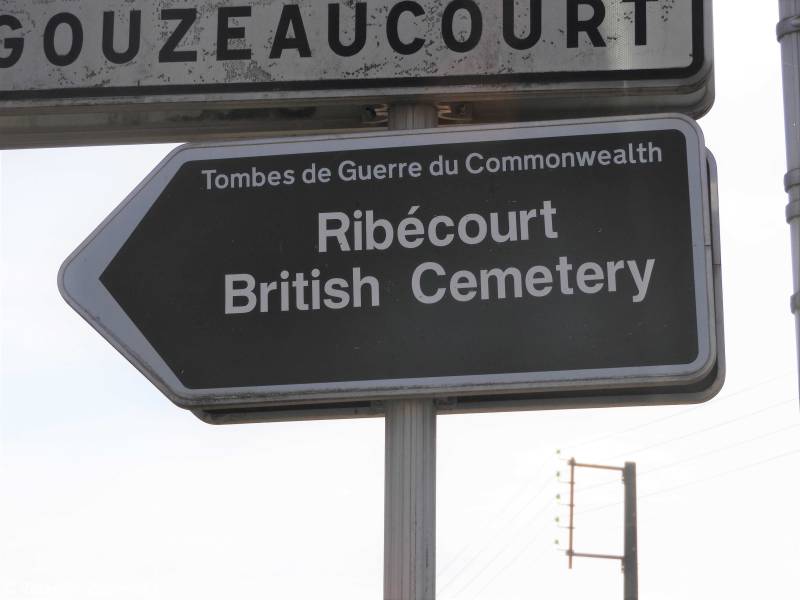 GOUZEAUCOURT
Tombes de Guerre du Commonwealth
Ribécourt
British Cemetery